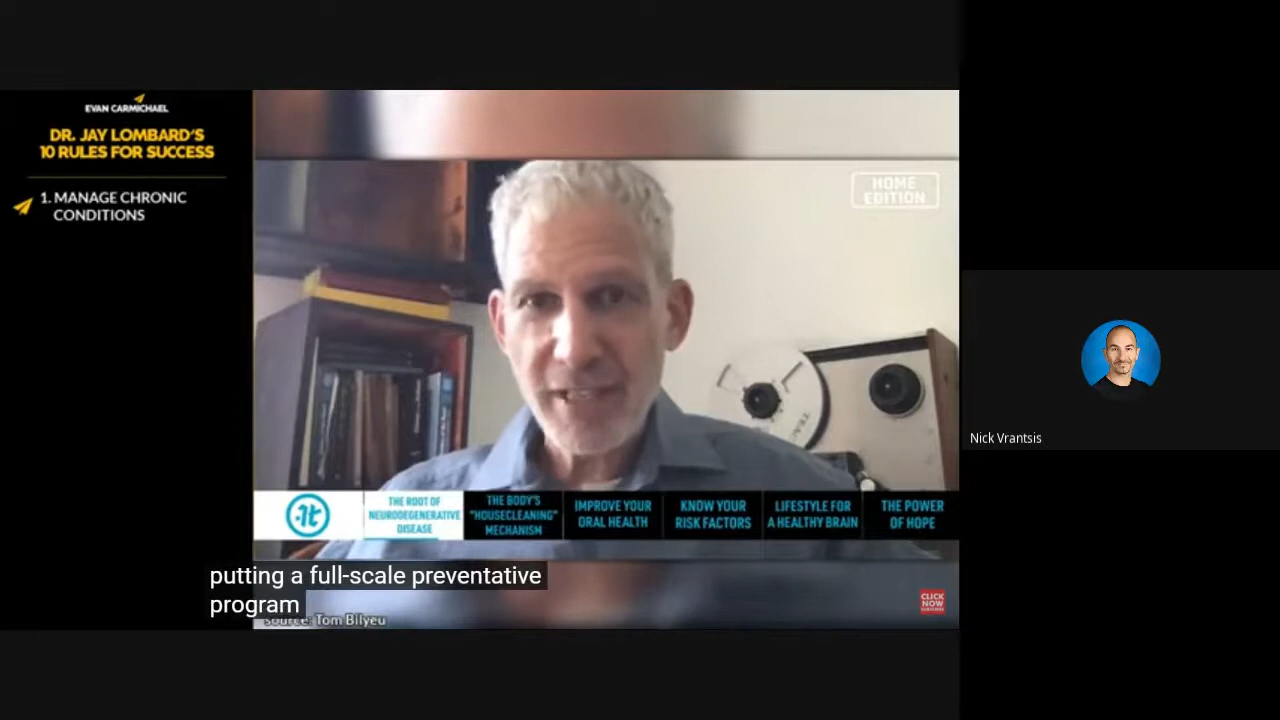 EVAN CARMICHAEL
DR. JAY LOMBARD'S
10 RULES FOR SUCCESS
1. MANAGE CHRONIC
CONDITIONS
HOME
EDITION
THE ROOT OF
NEURODEGENERATIVE
DISEASE
THE BODY'S
"HOUSECLEANING"
MECHANISM
IMPROVE YOUR
ORAL HEALTH
KNOW YOUR
RISK FACTORS
LIFESTYLE FOR
A HEALTHY BRAIN
THE POWER
OF HOPE
putting a full-scale preventative
program
source: Tom Bilyeu
CLICK
NOW
SUBSCRIBE
Nick Vrantsis